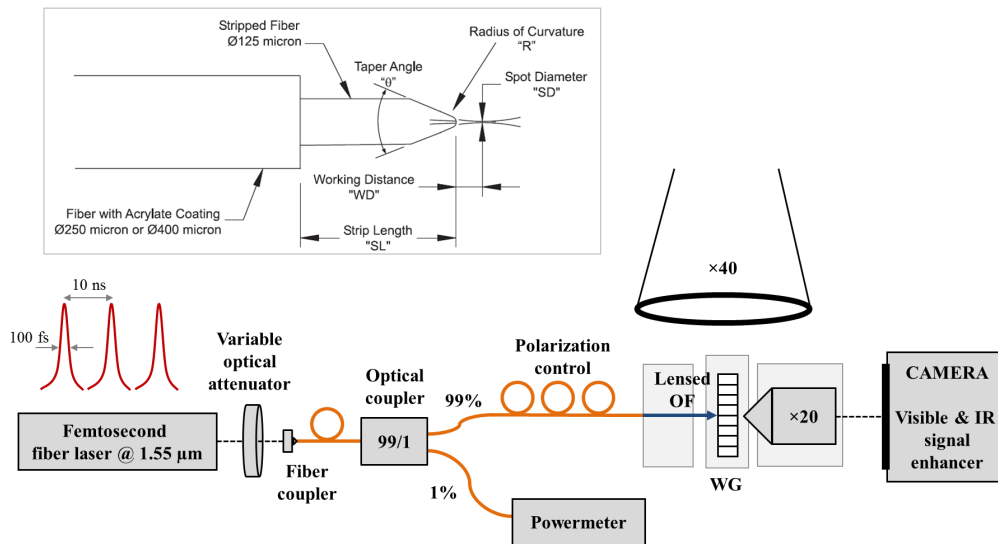 Stripped Fiber
Ø125 micron
Radius of Curvature
“R”
Taper Angle
“θ”
Spot Diameter
"SD"
Working Distance
"WD"
Fiber with Acrylate Coating
Ø250 micron or Ø400 micron
Strip Length
"SL"
×40
10 ns
100 fs
Variable
optical
attenuator
Polarization
control
Optical
coupler
99%
Lensed
OF
CAMERA
Visible & IR
signal
enhancer
Femtosecond
fiber laser @ 1.55 µm
99/1
×20
Fiber
coupler
1%
WG
Powermeter